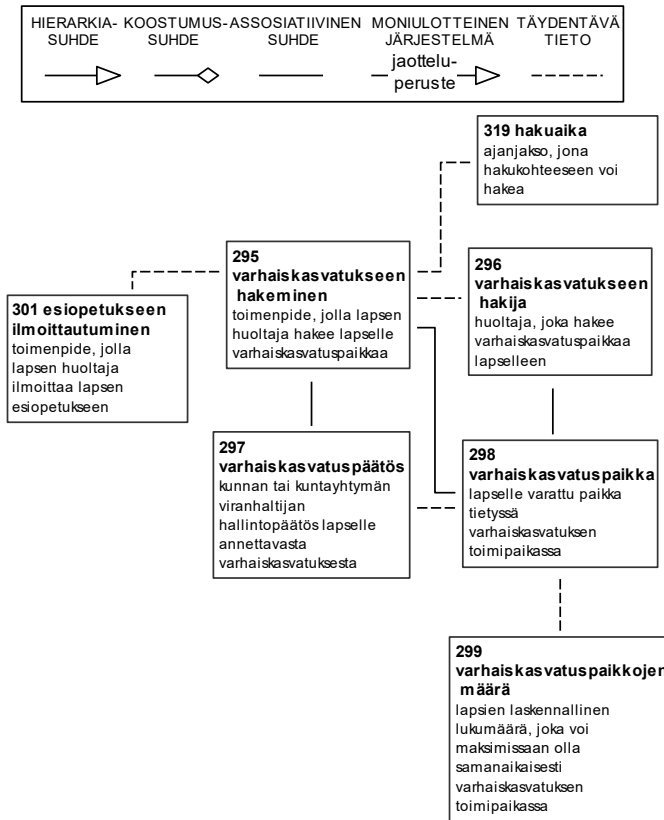 HIERARKIA-
SUHDE
KOOSTUMUS-
SUHDE
ASSOSIATIIVINEN
SUHDE
MONIULOTTEINEN
JÄRJESTELMÄ
jaottelu-
peruste
TÄYDENTÄVÄ
TIETO
319 hakuaika
ajanjakso, jona
hakukohteeseen voi
hakea
295
varhaiskasvatukseen
hakeminen
toimenpide, jolla lapsen
huoltaja hakee lapselle
varhaiskasvatuspaikkaa
296
varhaiskasvatukseen
hakija
huoltaja, joka hakee
varhaiskasvatuspaikkaa
lapselleen
301 esiopetukseen
ilmoittautuminen
toimenpide, jolla
lapsen huoltaja
ilmoittaa lapsen
esiopetukseen
297
varhaiskasvatuspäätös
kunnan tai kuntayhtymän
viranhaltijan
hallintopäätös lapselle
annettavasta
varhaiskasvatuksesta
298
varhaiskasvatuspaikka
lapselle varattu paikka
tietyssä
varhaiskasvatuksen
toimipaikassa
299
varhaiskasvatuspaikkojen
määrä
lapsien laskennallinen
lukumäärä, joka voi
maksimissaan olla
samanaikaisesti
varhaiskasvatuksen
toimipaikassa